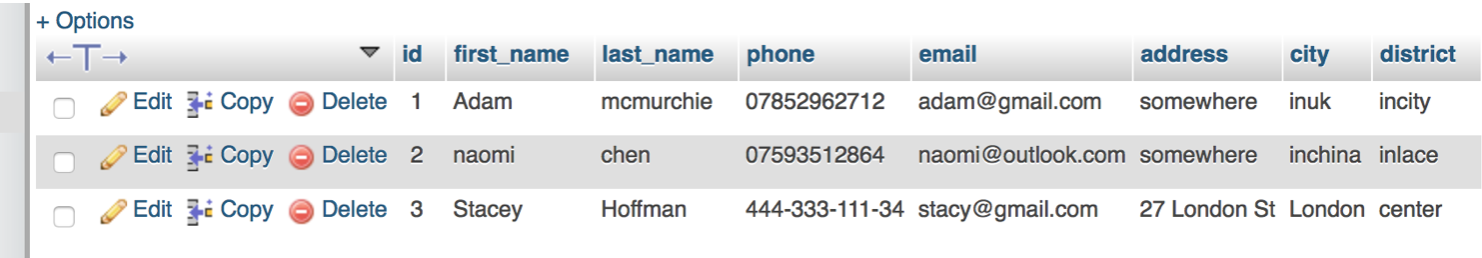 + Options
←T→ ▼ id first_name last_name phone email address city district
Edit Copy Delete 1 Adam mcmurchie 07852962712 adam@gmail.com somewhere inuk incity
Edit Copy Delete 2 naomi chen 07593512864 naomi@outlook.com somewhere inchina inlace
Edit Copy Delete 3 Stacey Hoffman 444-333-111-34 stacy@gmail.com 27 London St London center